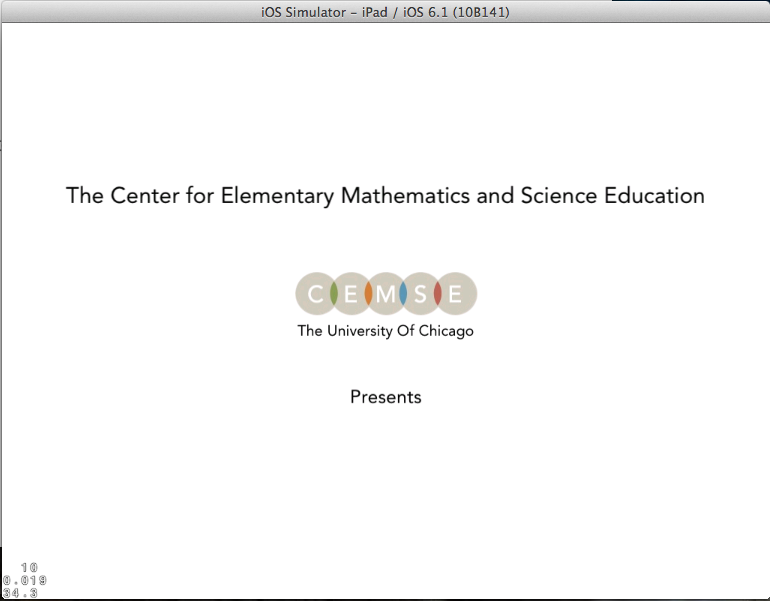 iOS Simulator – iPad / iOS 6.1 (10B141)
The Center for Elementary Mathematics and Science Education
C E M S E
The University Of Chicago
Presents
10
0.019
34.3